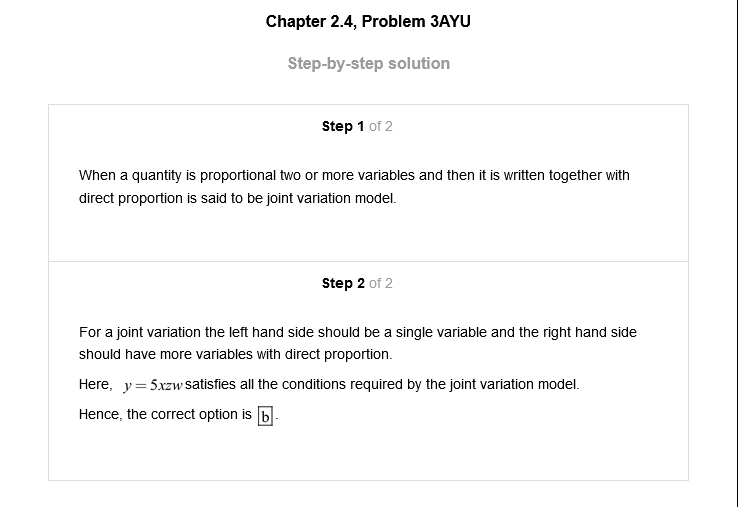 Chapter 2.4, Problem 3AYU
Step-by-step solution
Step 1 of 2
When a quantity is proportional two or more variables and then it is written together with
direct proportion is said to be joint variation model.
Step 2 of 2
For a joint variation the left hand side should be a single variable and the right hand side
should have more variables with direct proportion.
Here, y = 5xzw satisfies all the conditions required by the joint variation model.
Hence, the correct option is b.